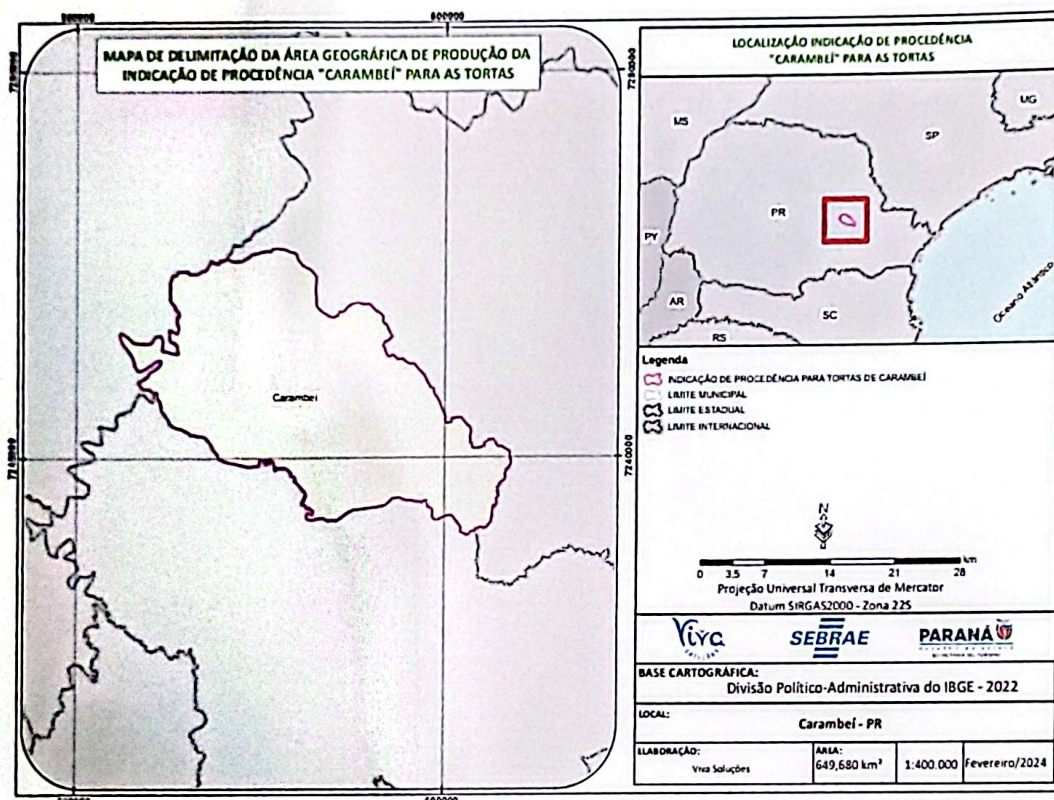 600000
MAPA DE DELIMITAÇÃO DA ÁREA GEOGRÁFICA DE PRODUÇÃO DA
INDICAÇÃO DE PROCEDÊNCIA "CARAMBEÍ" PARA AS TORTAS
Carambeí
7240000
7240000
LOCALIZAÇÃO INDICAÇÃO DE PROCEDÊNCIA
"CARAMBEÍ" PARA AS TORTAS
MS
MG
SP
PR
PY
AR
SC
RS
Oceano Atlântico
Legenda
INDICAÇÃO DE PROCEDÊNCIA PARA TORTAS DE CARAMBEÍ
LIMITE MUNICIPAL
LIMITE ESTADUAL
LIMITE INTERNACIONAL
N
0 3,5 7 14 21 28 km
Projeção Universal Transversa de Mercator
Datum SIRGAS2000 - Zona 22S
Viva
SOLUÇÕES
SEBRAE
PARANÁ
BASE CARTOGRÁFICA:
Divisão Político-Administrativa do IBGE - 2022
LOCAL:
Carambeí - PR
ELABORAÇÃO:
Viva Soluções
ÁREA:
649,680 km²
1:400.000
Fevereiro/2024